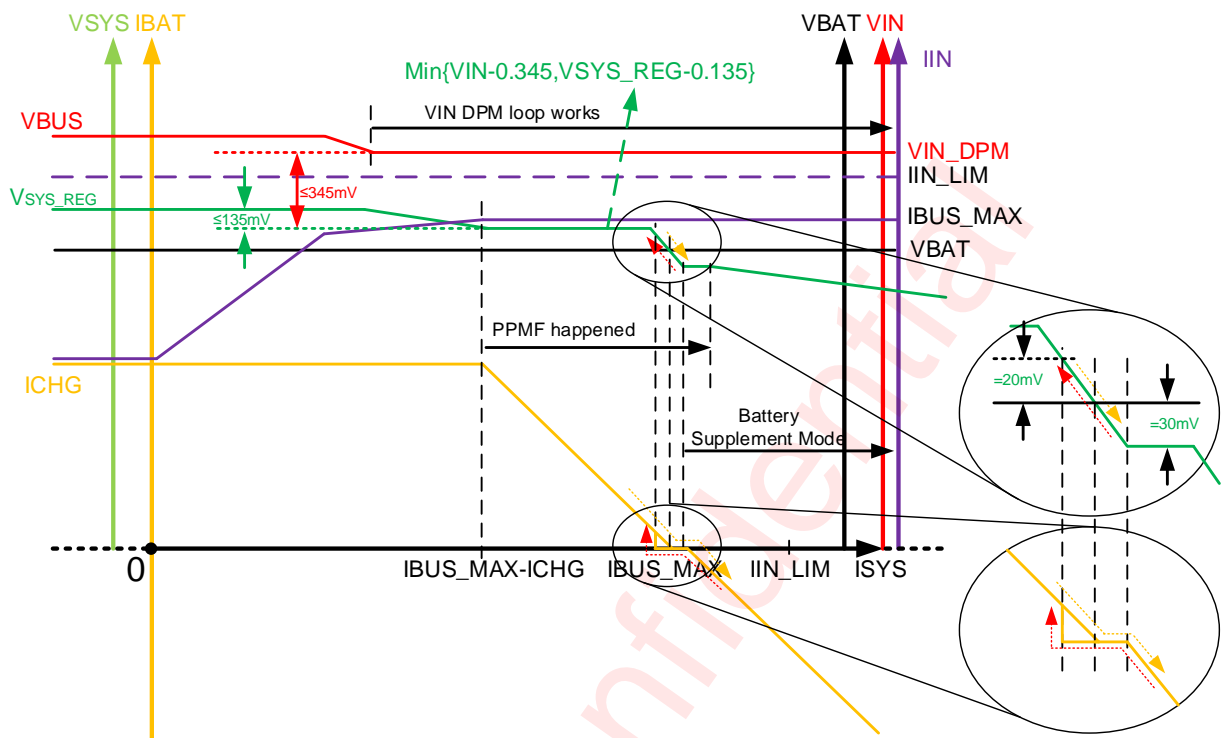 VSYS IBAT
VBAT VIN
IIN
Min{VIN-0.345,VSYS_REG-0.135}
VIN DPM loop works
VBUS
VIN_DPM
IIN_LIM
≤345mV
VSYS_REG
≤135mV
IBUS_MAX
VBAT
PPMF happened
ICHG
=20mV
=30mV
Battery
Supplement Mode
0
IBUS_MAX-ICHG
IBUS_MAX
IIN_LIM
ISYS
nfidential